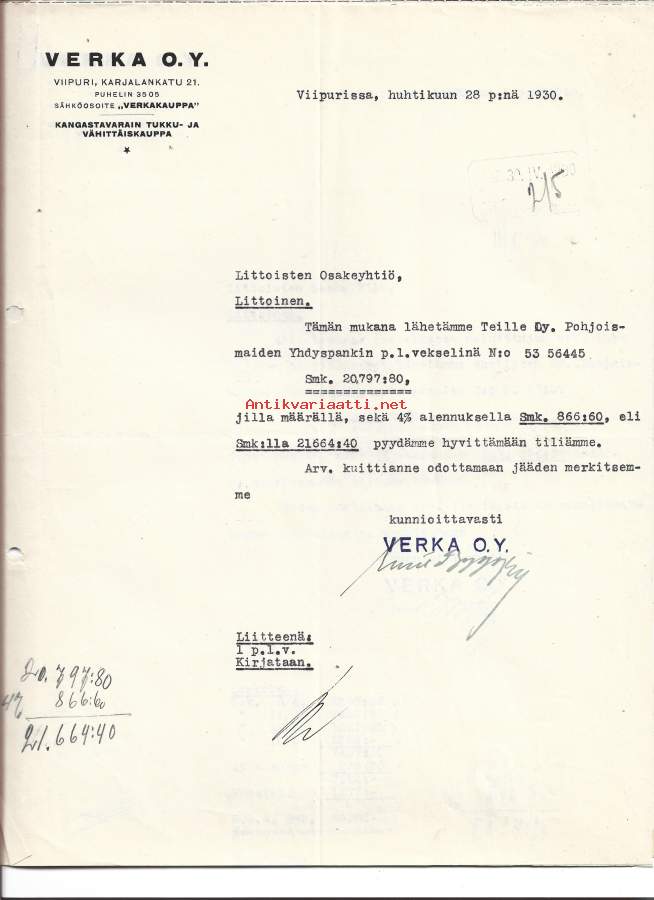 VERKA O.Y.
VIIPURI, KARJALANKATU 21.
PUHELIN 3505
SÄHKÖOSOITE „VERKAKAUPPA"
KANGASTAVARAIN TUKKU- JA
VÄHITTÄISKAUPPA
Viipurissa, huhtikuun 28 p:nä 1930.
2/5
Littoisten Osakeyhtiö,
Littoinen.
Tämän mukana lähetämme Teille Oy. Pohjois-
maiden Yhdyspankin p.l.vekselinä N:o 53 56445
Smk. 20,797:80,
Antikvariaatti.net
jilla määrällä, sekä 4% alennuksella Smk. 866:60, eli
Smk:lla 21664:40 pyydämme hyvittämään tiliämme.
Arv. kuittianne odottamaan jääden merkitsem-
me
kunnioittavasti
VERKA O.Y.
Liitteenä:
1 p.l.v.
Kirjataan.
20.797:80
4% 866:60
21.664:40